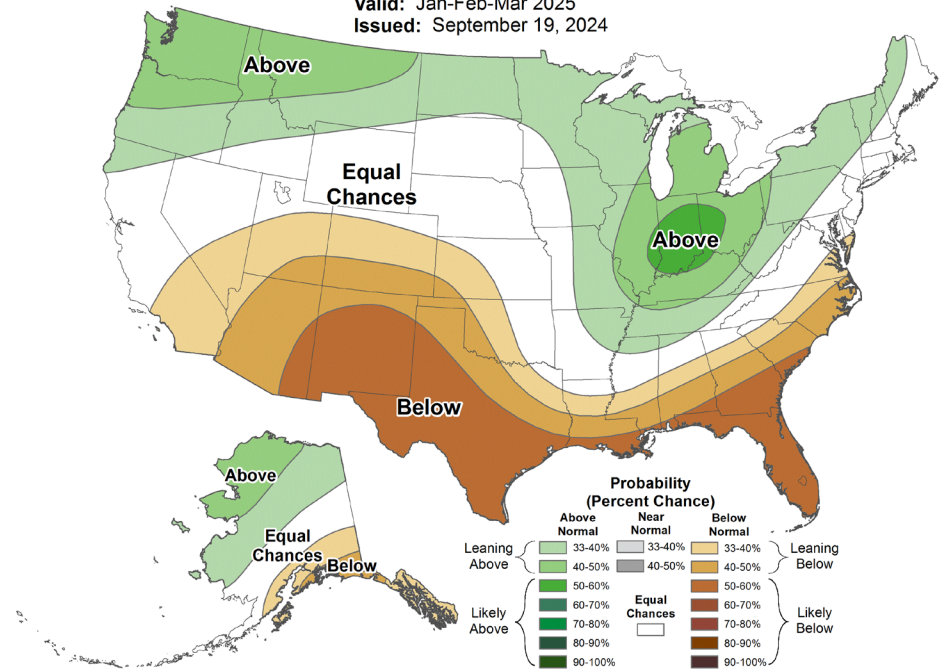 Valid: Jan-Feb-Mar 2025
Issued: September 19, 2024
Above
Equal
Chances
Above
Below
Above
Equal
Chances
Below
Probability
(Percent Chance)
Above
Normal
Near
Normal
Below
Normal
Leaning
Above
33-40%
33-40%
33-40%
Leaning
Below
40-50%
40-50%
40-50%
Likely
Above
50-60%
Equal
Chances
50-60%
Likely
Below
60-70%
60-70%
70-80%
70-80%
80-90%
80-90%
90-100%
90-100%